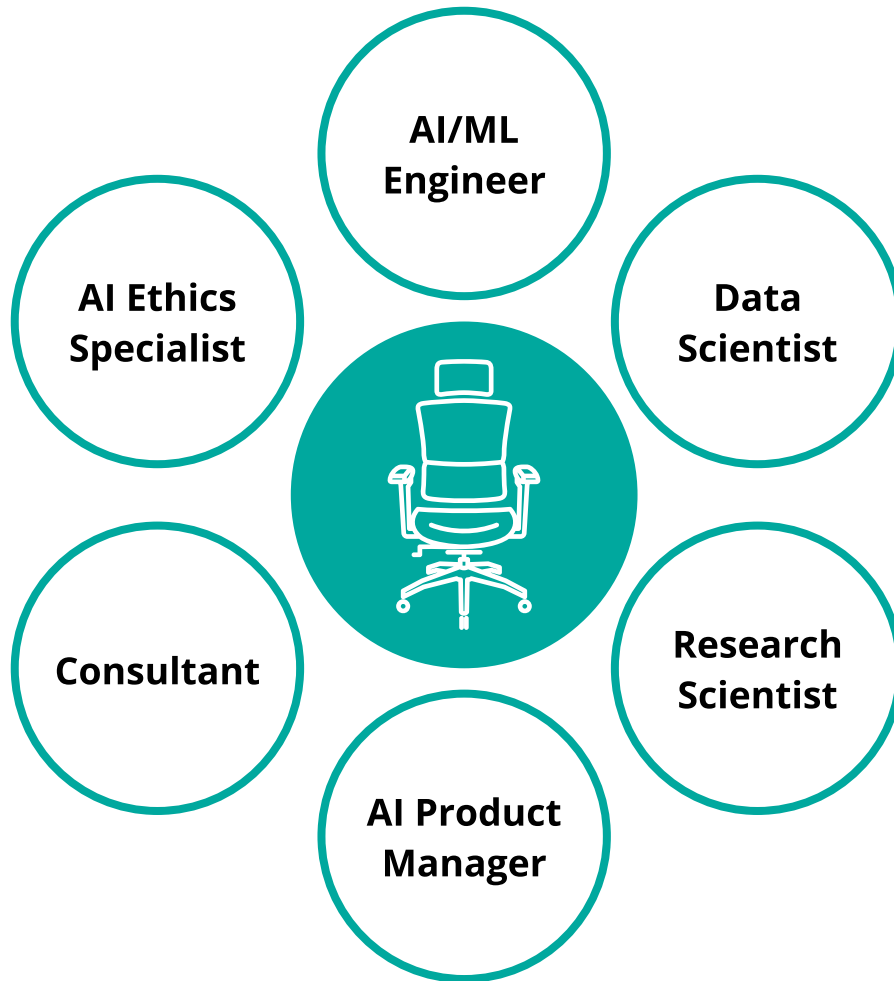 AI/ML
Engineer
Data
Scientist
Research
Scientist
AI Product
Manager
Consultant
AI Ethics
Specialist